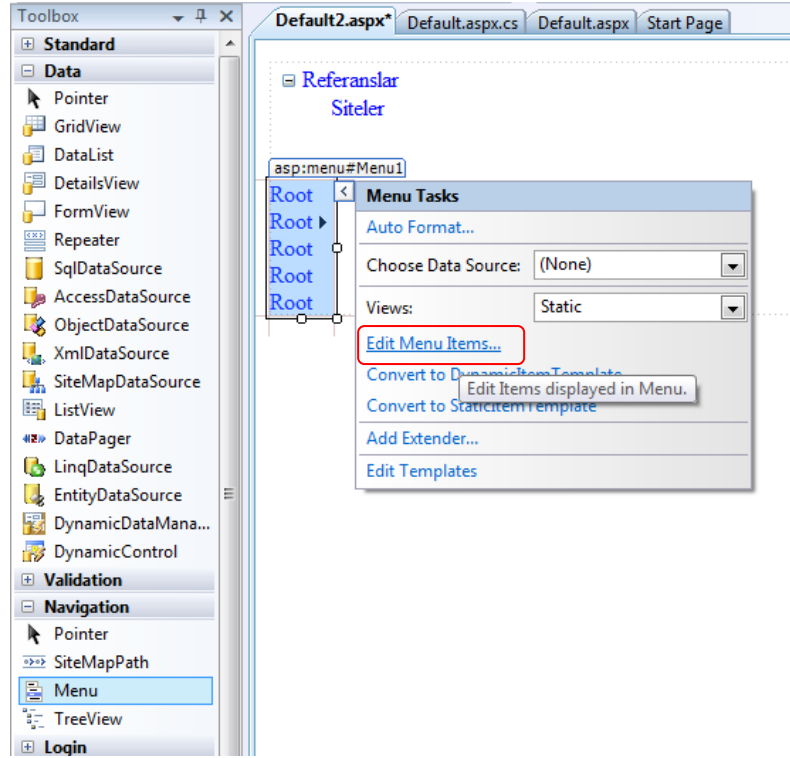 Toolbox
Standard
Data
Pointer
GridView
DataList
DetailsView
FormView
Repeater
SqlDataSource
AccessDataSource
ObjectDataSource
XmlDataSource
SiteMapDataSource
ListView
DataPager
LinqDataSource
EntityDataSource
DynamicDataMana...
DynamicControl
Validation
Navigation
Pointer
SiteMapPath
Menu
TreeView
Login
Default2.aspx* Default.aspx.cs Default.aspx Start Page
Referanslar
Siteler
asp:menu#Menu1
Root
Root
Root
Root
Root
Menu Tasks
Auto Format...
Choose Data Source: (None)
Views: Static
Edit Menu Items...
Convert to DynamicItemTemplate
Edit Items displayed in Menu.
Convert to StaticItemTemplate
Add Extender...
Edit Templates